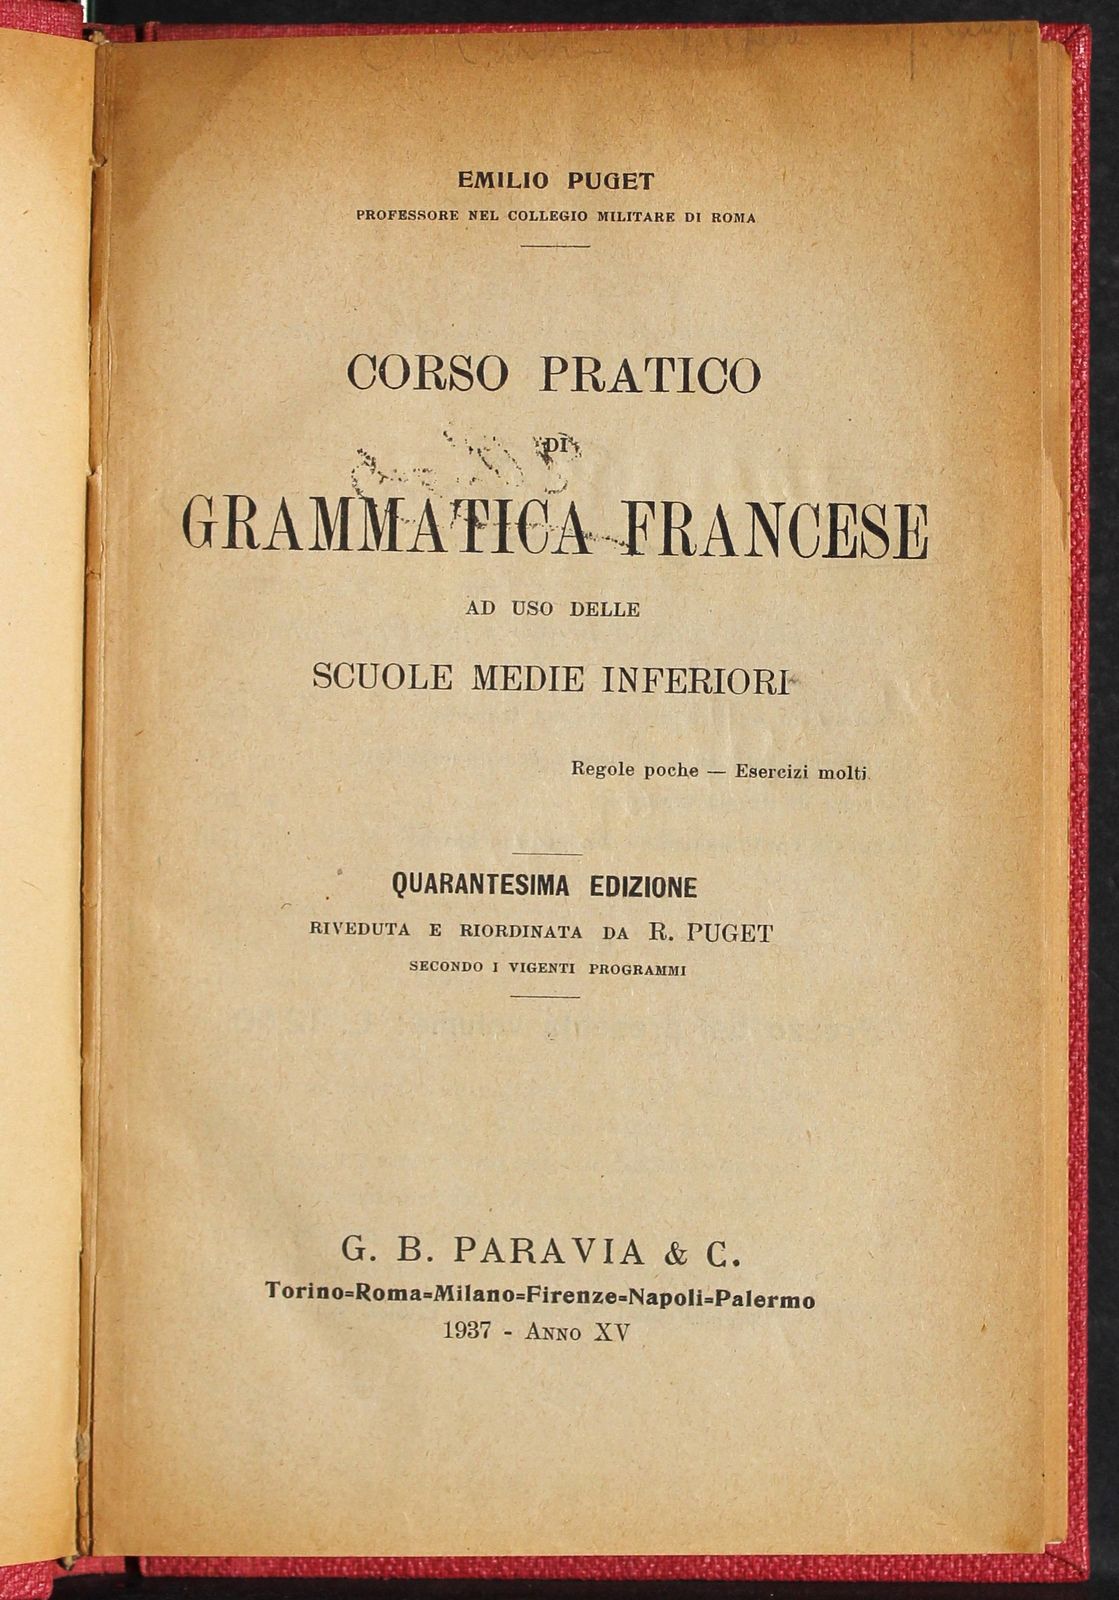 EMILIO PUGET
PROFESSORE NEL COLLEGIO MILITARE DI ROMA
CORSO PRATICO
DI
GRAMMATICA FRANCESE
AD USO DELLE
SCUOLE MEDIE INFERIORI
Regole poche — Esercizi molti.
QUARANTESIMA EDIZIONE
RIVEDUTA E RIORDINATA DA R. PUGET
SECONDO I VIGENTI PROGRAMMI
G. B. PARAVIA & C.
Torino=Roma=Milano=Firenze=Napoli=Palermo
1937 - ANNO XV